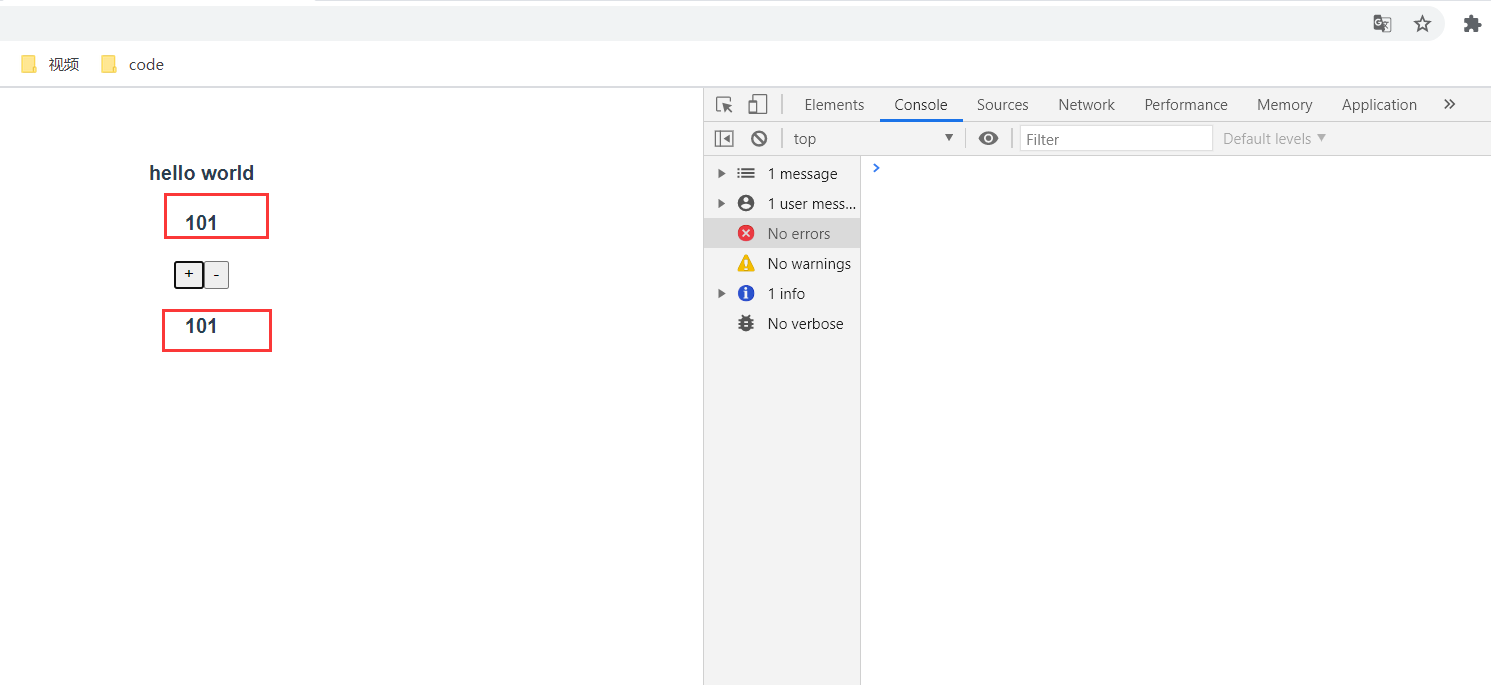 视频 code
Elements Console Sources Network Performance Memory Application »
top Filter Default levels
hello world
101
+ -
101
1 message
1 user mess...
No errors
No warnings
1 info
No verbose